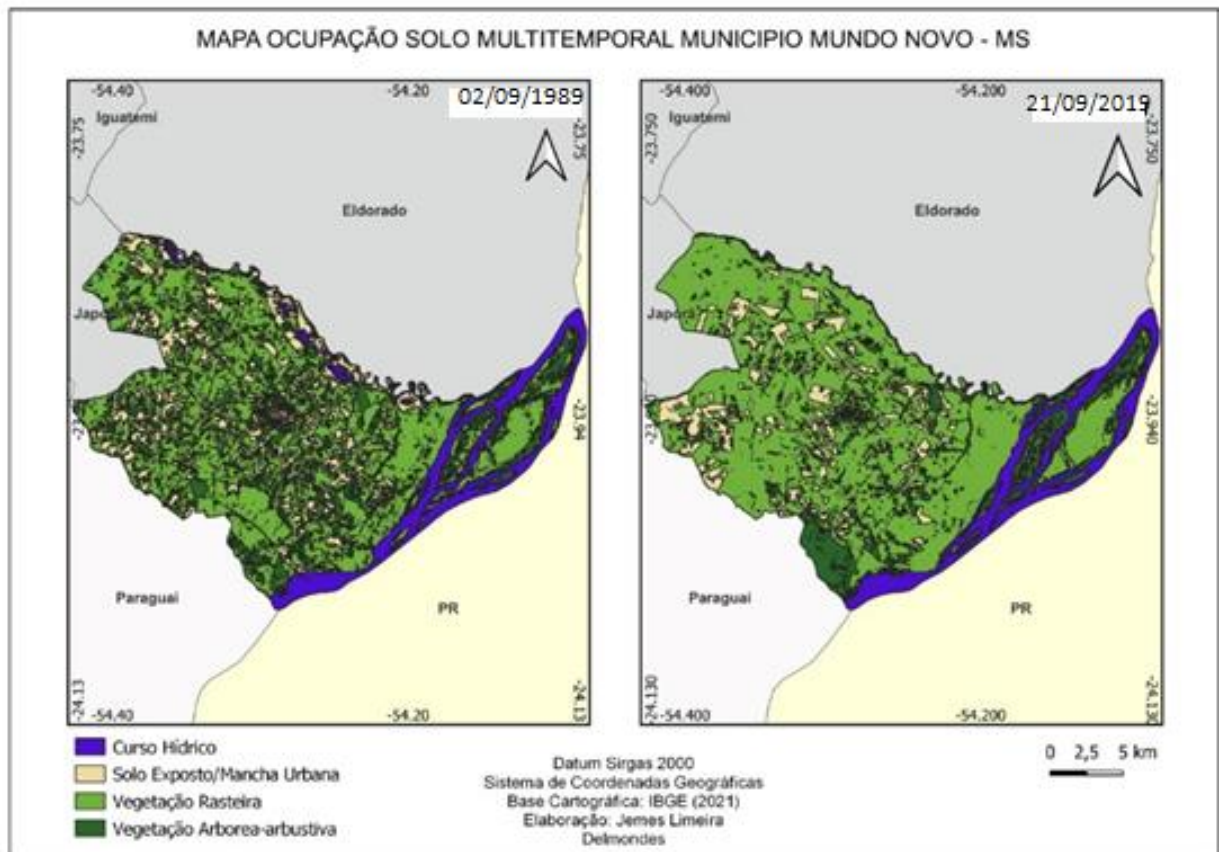 MAPA OCUPAÇÃO SOLO MULTITEMPORAL MUNICIPIO MUNDO NOVO - MS
-54.40
-54.20
02/09/1989
Iguatemi
-23.75
-23.75
Eldorado
-23.94
Paraguai
PR
-24.13
-24.13
-54.40
-54.20
-54.400
-54.200
21/09/2019
Iguatemi
-23.750
-23.750
Eldorado
Japorã
-23.940
Paraguai
PR
-24.130
-24.130
-54.400
-54.200
Curso Hídrico
Solo Exposto/Mancha Urbana
Vegetação Rasteira
Vegetação Arborea-arbustiva
Datum Sirgas 2000
Sistema de Coordenadas Geográficas
Base Cartográfica: IBGE (2021)
Elaboração: Jemes Limeira
Delmondes
0 2,5 5 km